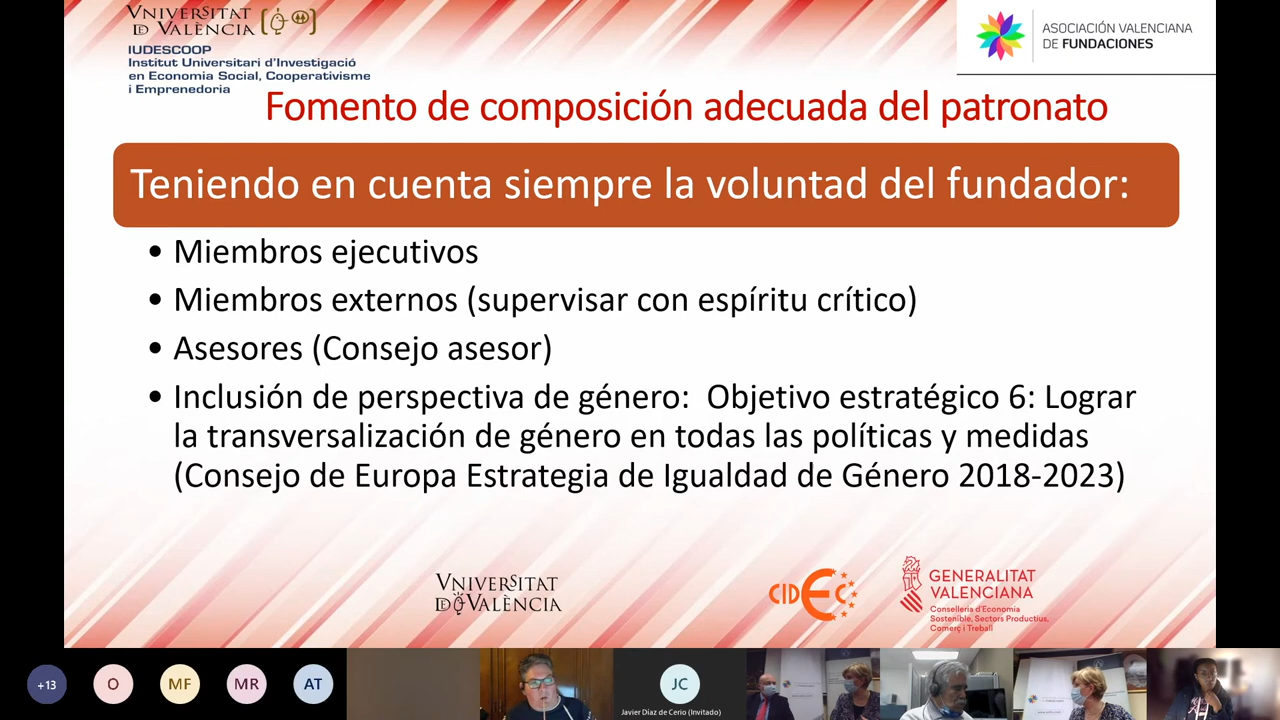 VNIVERSITAT
DE VALÈNCIA
IUDESCOOP
Institut Universitari d'Investigació
en Economia Social, Cooperativisme
i Emprenedoria
ASOCIACIÓN VALENCIANA
DE FUNDACIONES
Fomento de composición adecuada del patronato
Teniendo en cuenta siempre la voluntad del fundador:
• Miembros ejecutivos
• Miembros externos (supervisar con espíritu crítico)
• Asesores (Consejo asesor)
• Inclusión de perspectiva de género: Objetivo estratégico 6: Lograr
la transversalización de género en todas las políticas y medidas
(Consejo de Europa Estrategia de Igualdad de Género 2018-2023)
VNIVERSITAT
DE VALÈNCIA
CIDEC
GENERALITAT
VALENCIANA
Conselleria d'Economia
Sostenible, Sectors Productius,
Comerç i Treball
+13
O
MF
MR
AT
JC
Javier Díaz de Cerio (Invitado)